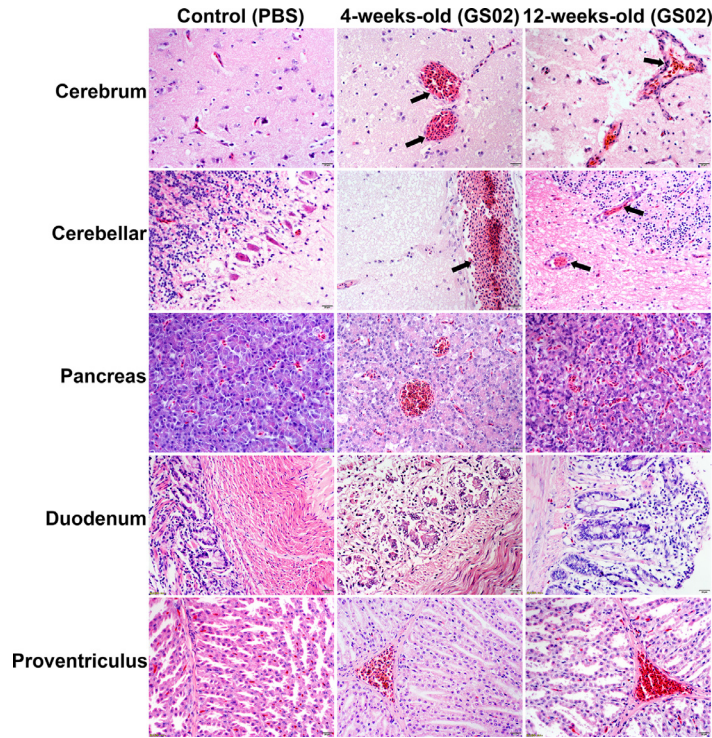 Control (PBS) 4-weeks-old (GS02) 12-weeks-old (GS02)
Cerebrum
Cerebellar
Pancreas
Duodenum
Proventriculus